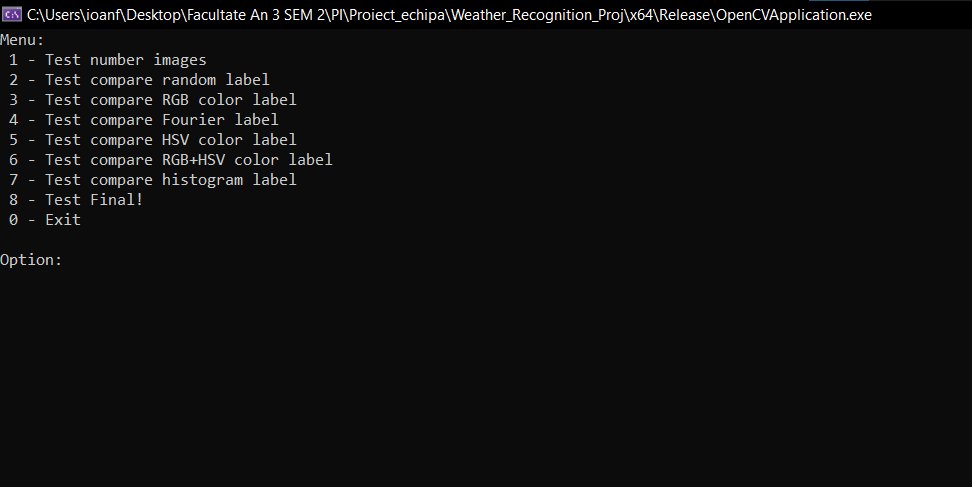 C:\Users\ioanf\Desktop\Facultate An 3 SEM 2\PI\Proiect_echipa\Weather_Recognition_Proj\x64\Release\OpenCVApplication.exe
Menu:
1 - Test number images
2 - Test compare random label
3 - Test compare RGB color label
4 - Test compare Fourier label
5 - Test compare HSV color label
6 - Test compare RGB+HSV color label
7 - Test compare histogram label
8 - Test Final!
0 - Exit
Option: